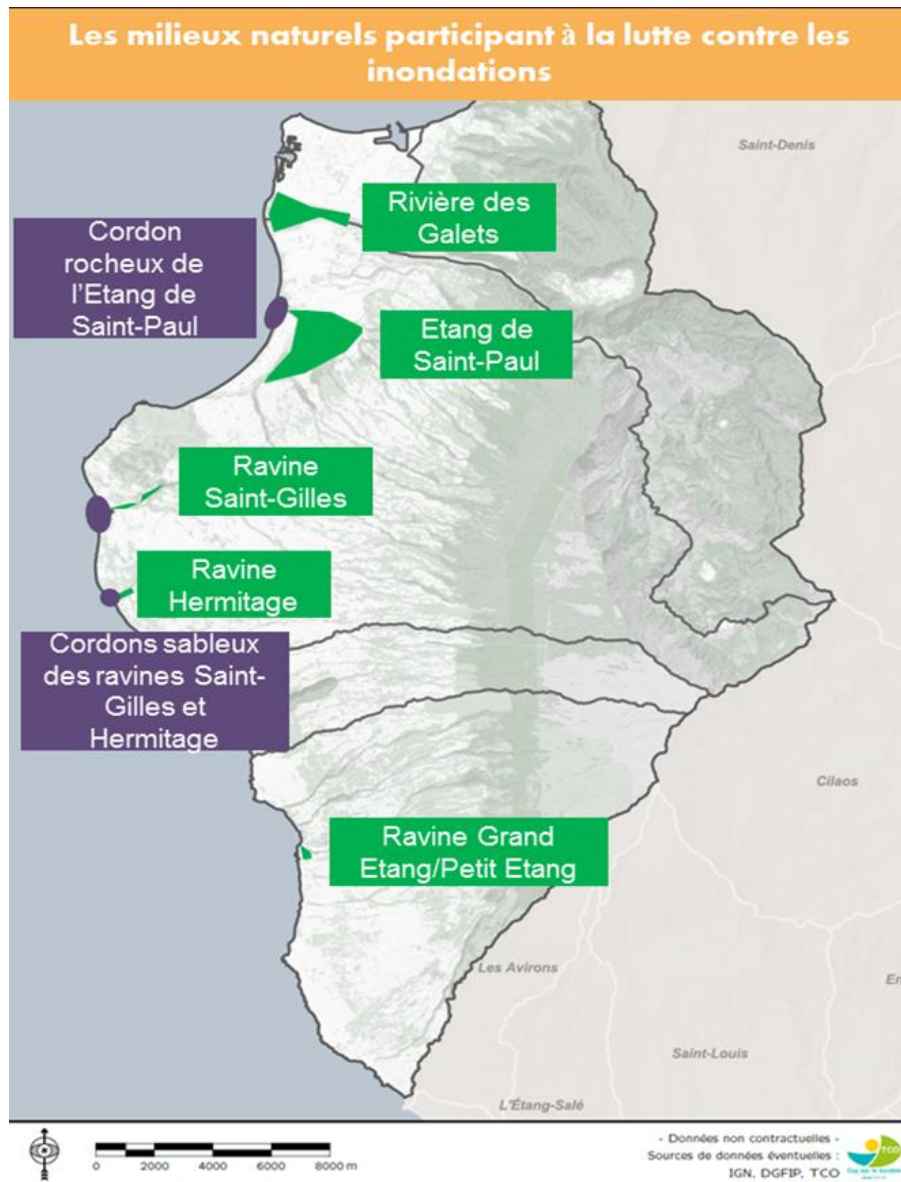 Les milieux naturels participant à la lutte contre les
inondations
Saint-Denis
Rivière des
Galets
Cordon
rocheux de
l'Etang de
Saint-Paul
Etang de
Saint-Paul
Ravine
Saint-Gilles
Ravine
Hermitage
Cordons sableux
des ravines Saint-
Gilles et
Hermitage
Cilaos
Ravine Grand
Etang/Petit Etang
Les Avirons
En
Saint-Louis
L'Étang-Salé
0 2000 4000 6000 8000 m
- Données non contractuelles -
Sources de données éventuelles :
IGN, DGFIP, TCO
TCO